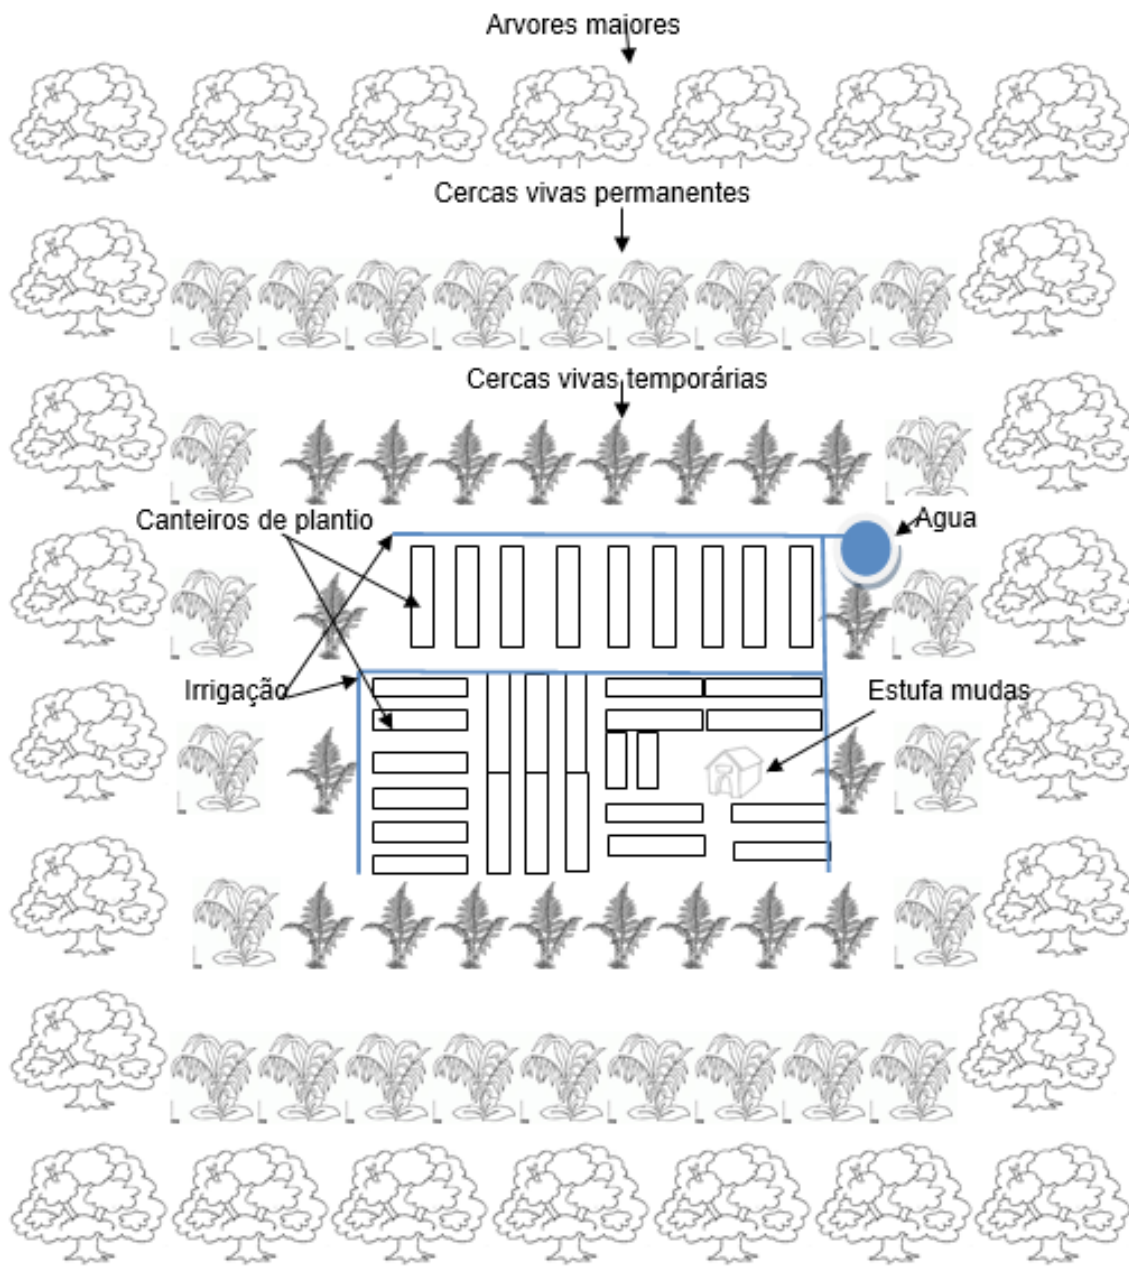 Arvores maiores
Cercas vivas permanentes
Cercas vivas temporárias
Canteiros de plantio
Agua
Irrigação
Estufa mudas